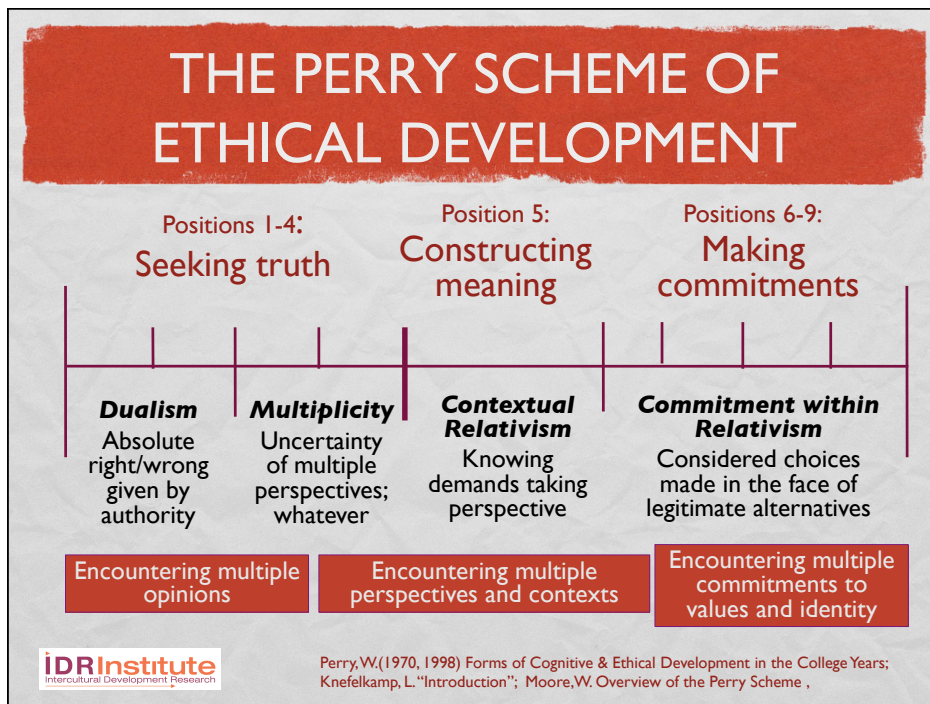 THE PERRY SCHEME OF
ETHICAL DEVELOPMENT
Positions 1-4:
Seeking truth
Position 5:
Constructing
meaning
Positions 6-9:
Making
commitments
Dualism
Absolute
right/wrong
given by
authority
Multiplicity
Uncertainty
of multiple
perspectives;
whatever
Contextual
Relativism
Knowing
demands taking
perspective
Commitment within
Relativism
Considered choices
made in the face of
legitimate alternatives
Encountering multiple
opinions
Encountering multiple
perspectives and contexts
Encountering multiple
commitments to
values and identity
IDRInstitute
Intercultural Development Research
Perry,W.(1970, 1998) Forms of Cognitive & Ethical Development in the College Years;
Knefelkamp, L. “Introduction”; Moore,W. Overview of the Perry Scheme ,